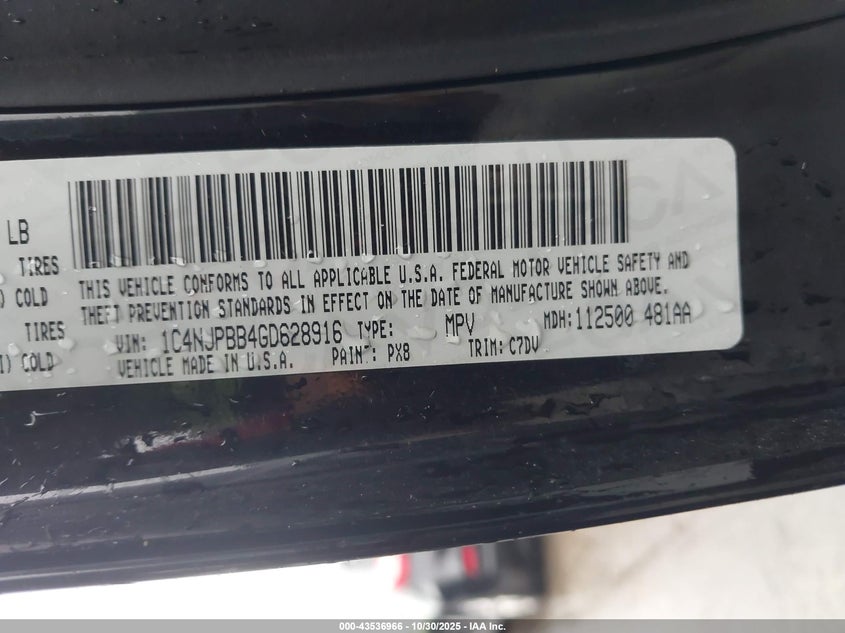 LB
TIRES
) COLD
TIRES
I) COLD
THIS VEHICLE CONFORMS TO ALL APPLICABLE U.S.A. FEDERAL MOTOR VEHICLE SAFETY AND
THEFT PREVENTION STANDARDS IN EFFECT ON THE DATE OF MANUFACTURE SHOWN ABOVE.
VIN: 1C4NJPBB4GD628916 TYPE: MPV MDH:112500 481AA
VEHICLE MADE IN U.S.A. PAINT: PX8 TRIM: C7DV
000-43536966 - 10/30/2025 - IAA Inc.